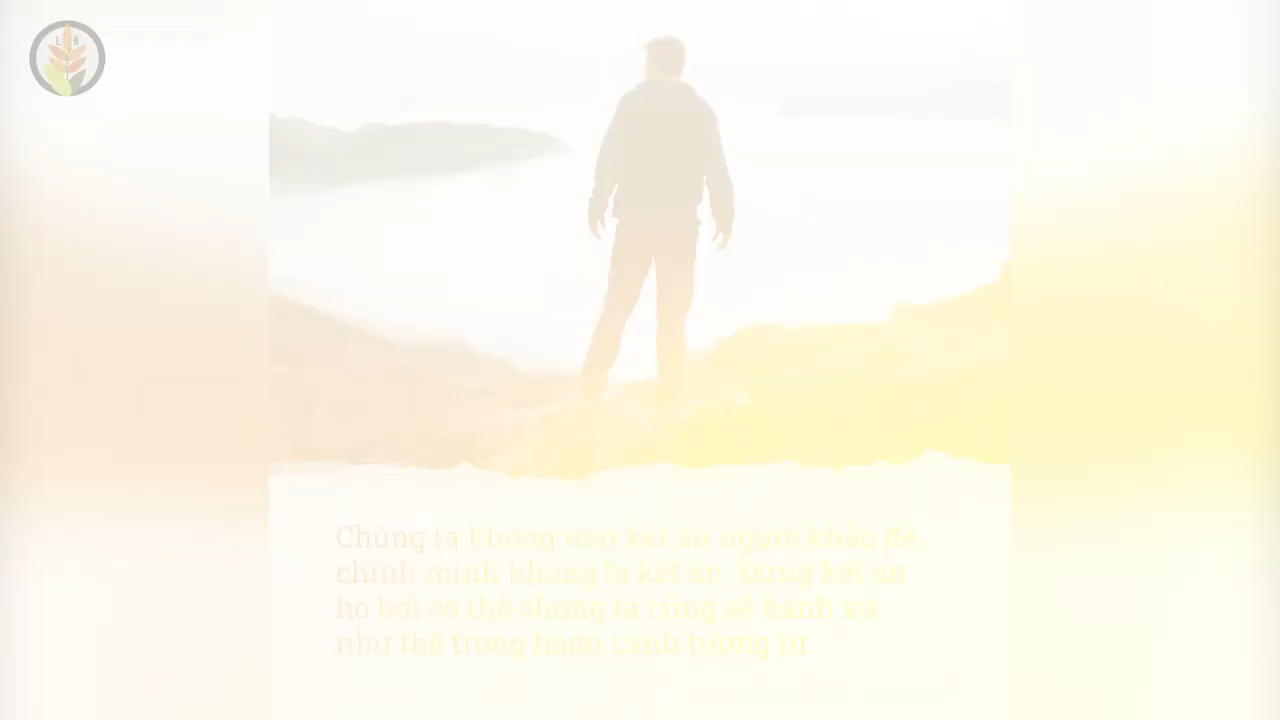 L A
Chúng ta không nên kết án người khác để
chính mình không bị kết án. Đừng kết án
họ bởi có thể chúng ta cũng sẽ hành xử
như thế trong hoàn cảnh tương tự